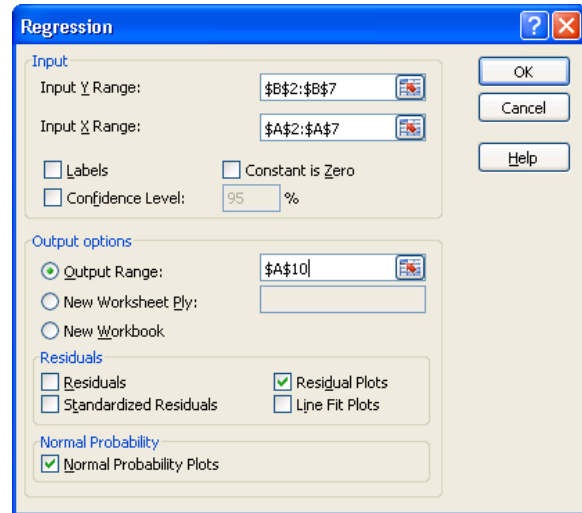 Regression
Input
Input Y Range: $B$2:$B$7
Input X Range: $A$2:$A$7
Labels Constant is Zero
Confidence Level: 95 %
OK
Cancel
Help
Output options
Output Range: $A$10
New Worksheet Ply:
New Workbook
Residuals
Residuals Residual Plots
Standardized Residuals Line Fit Plots
Normal Probability
Normal Probability Plots